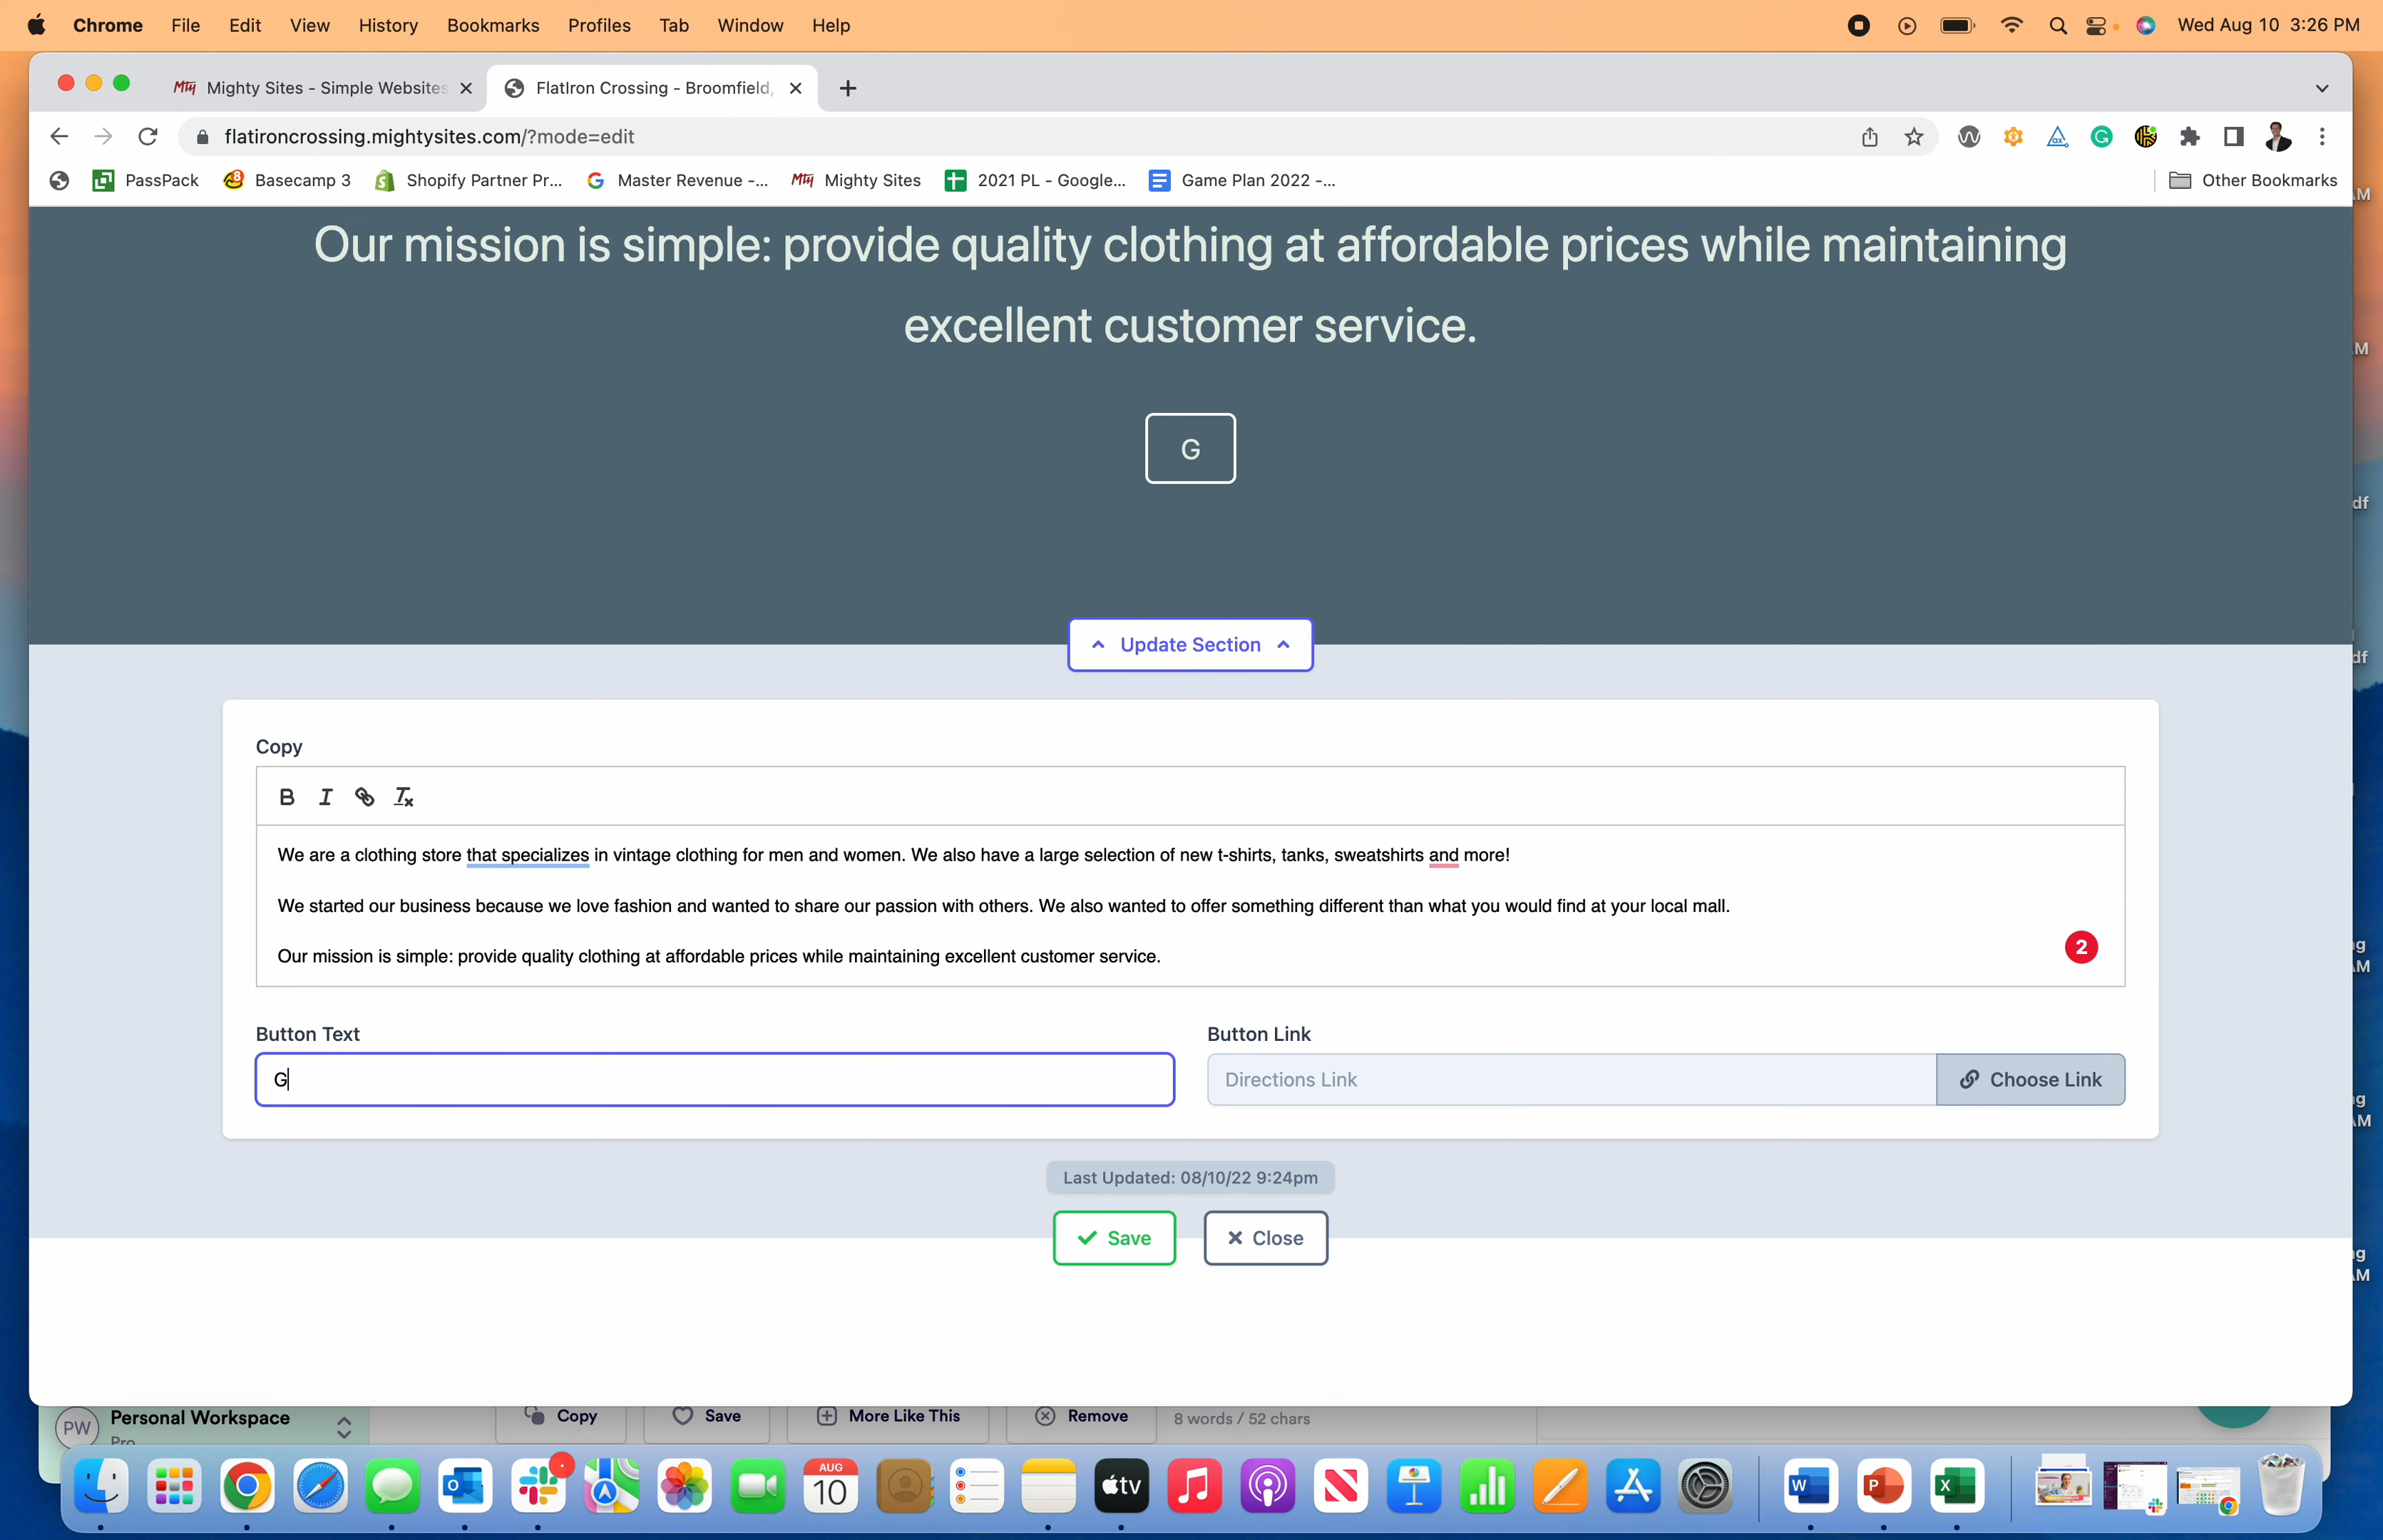 Chrome File Edit View History Bookmarks Profiles Tab Window Help Wed Aug 10 3:26 PM
Mighty Sites - Simple Websites FlatIron Crossing - Broomfield,
flatironcrossing.mightysites.com/?mode=edit
PassPack Basecamp 3 Shopify Partner Pr... Master Revenue -... Mighty Sites 2021 PL - Google... Game Plan 2022 -... Other Bookmarks
Our mission is simple: provide quality clothing at affordable prices while maintaining
excellent customer service.
G
Update Section
Copy
We are a clothing store that specializes in vintage clothing for men and women. We also have a large selection of new t-shirts, tanks, sweatshirts and more!
We started our business because we love fashion and wanted to share our passion with others. We also wanted to offer something different than what you would find at your local mall.
2
Our mission is simple: provide quality clothing at affordable prices while maintaining excellent customer service.
Button Text Button Link
G Directions Link Choose Link
Last Updated: 08/10/22 9:24pm
Save Close
PW Personal Workspace Copy Save More Like This Remove 8 words / 52 chars
Pro
AUG
10
tv